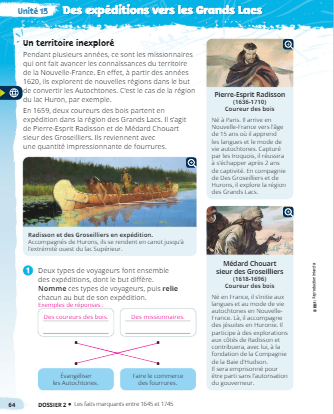 Unité 15
Des expéditions vers les Grands Lacs
Un territoire inexploré
Pendant plusieurs années, ce sont les missionnaires
qui ont fait avancer les connaissances du territoire
de la Nouvelle-France. En effet, à partir des années
1620, ils explorent de nouvelles régions dans le but
de convertir les Autochtones. C'est le cas de la région
du lac Huron, par exemple.
En 1659, deux coureurs des bois partent en
expédition dans la région des Grands Lacs. Il s'agit
de Pierre-Esprit Radisson et de Médard Chouart
sieur des Groseilliers. Ils reviennent avec
une quantité impressionnante de fourrures.
Radisson et des Groseilliers en expédition.
Accompagnés de Hurons, ils se rendent en canot jusqu'à
l'extrémité ouest du lac Supérieur.
1 Deux types de voyageurs font ensemble
des expéditions, dont le but diffère.
Nomme ces types de voyageurs, puis relie
chacun au but de son expédition.
Exemples de réponses :
Des coureurs des bois.
Des missionnaires.
Évangéliser
les Autochtones.
Faire le commerce
des fourrures.
Pierre-Esprit Radisson
(1636-1710)
Coureur des bois
Né à Paris. Il arrive en
Nouvelle-France vers l'âge
de 15 ans où il apprend
les langues et le mode de
vie autochtones. Capturé
par les Iroquois, il réussira
à s'échapper après 2 ans
de captivité. En compagnie
de Des Groseilliers et de
Hurons, il explore la région
des Grands Lacs.
Médard Chouart
sieur des Groseilliers
(1618-1696)
Coureur des bois
Né en France, il s'initie aux
langues et au mode de vie
autochtones en Nouvelle-
France. Là, il accompagne
des jésuites en Huronie. Il
participe à des explorations
aux côtés de Radisson et
contribuera, avec lui, à la
fondation de la Compagnie
de la Baie d'Hudson.
Il sera emprisonné pour
être parti sans l'autorisation
du gouverneur.
64
DOSSIER 2 • Les faits marquants entre 1645 et 1745